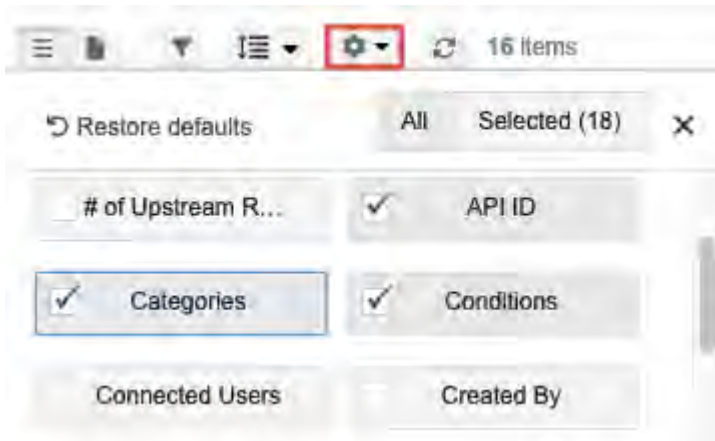 16 items
Restore defaults All Selected (18)
# of Upstream R... API ID
Categories Conditions
Connected Users Created By